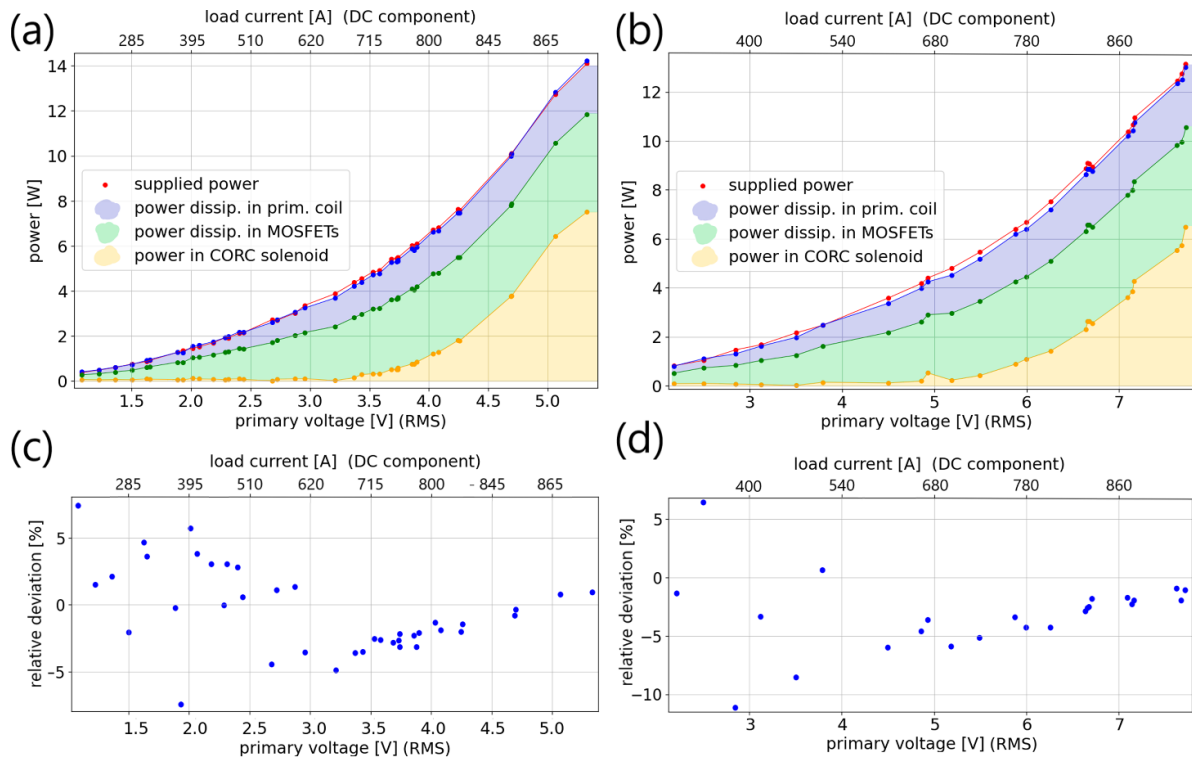 (a)
load current [A]  (DC component)
285 395 510 620 715 800 845 865
14
12
10
8
6
4
2
0
power [W]
supplied power
power dissip. in prim. coil
power dissip. in MOSFETs
power in CORC solenoid
1.5 2.0 2.5 3.0 3.5 4.0 4.5 5.0
primary voltage [V] (RMS)
(b)
load current [A]  (DC component)
400 540 680 780 860
12
10
8
6
4
2
0
power [W]
supplied power
power dissip. in prim. coil
power dissip. in MOSFETs
power in CORC solenoid
3 4 5 6 7
primary voltage [V] (RMS)
(c)
load current [A]  (DC component)
285 395 510 620 715 800 - 845 865
5
0
−5
relative deviation [%]
1.5 2.0 2.5 3.0 3.5 4.0 4.5 5.0
primary voltage [V] (RMS)
(d)
load current [A]  (DC component)
400 540 680 780 860
5
0
−5
−10
relative deviation [%]
3 4 5 6 7
primary voltage [V] (RMS)